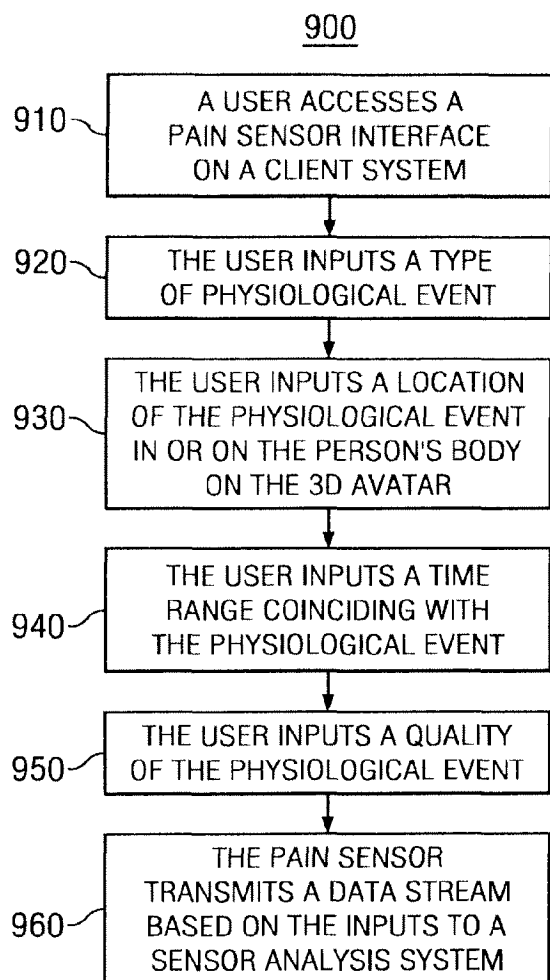 900
910
A USER ACCESSES A
PAIN SENSOR INTERFACE
ON A CLIENT SYSTEM
920
THE USER INPUTS A TYPE
OF PHYSIOLOGICAL EVENT
930
THE USER INPUTS A LOCATION
OF THE PHYSIOLOGICAL EVENT
IN OR ON THE PERSON'S BODY
ON THE 3D AVATAR
940
THE USER INPUTS A TIME
RANGE COINCIDING WITH
THE PHYSIOLOGICAL EVENT
950
THE USER INPUTS A QUALITY
OF THE PHYSIOLOGICAL EVENT
960
THE PAIN SENSOR
TRANSMITS A DATA STREAM
BASED ON THE INPUTS TO A
SENSOR ANALYSIS SYSTEM